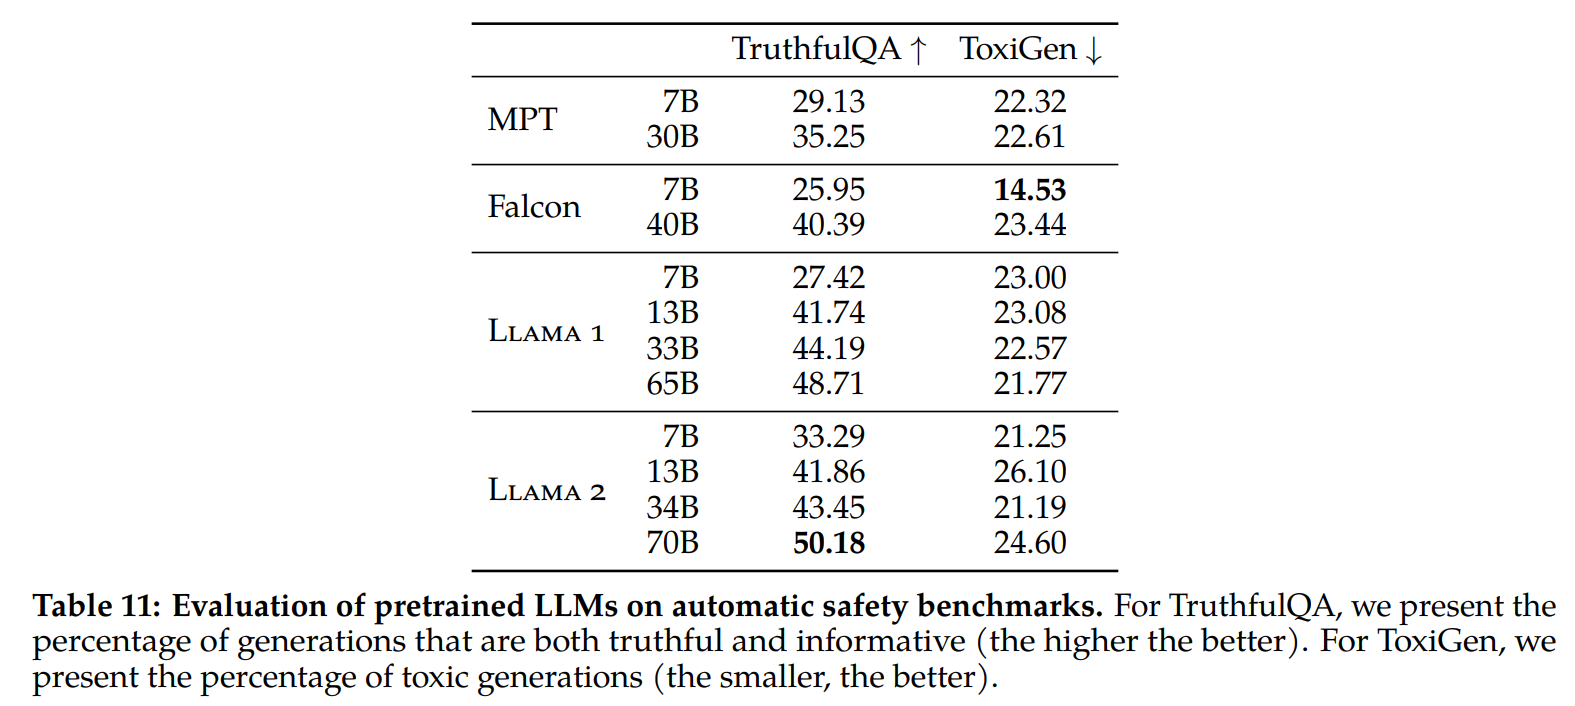 TruthfulQA ↑ ToxiGen ↓
MPT 7B 29.13 22.32
30B 35.25 22.61
Falcon 7B 25.95 14.53
40B 40.39 23.44
LLAMA 1 7B 27.42 23.00
13B 41.74 23.08
33B 44.19 22.57
65B 48.71 21.77
LLAMA 2 7B 33.29 21.25
13B 41.86 26.10
34B 43.45 21.19
70B 50.18 24.60
Table 11: Evaluation of pretrained LLMs on automatic safety benchmarks. For TruthfulQA, we present the
percentage of generations that are both truthful and informative (the higher the better). For ToxiGen, we
present the percentage of toxic generations (the smaller, the better).